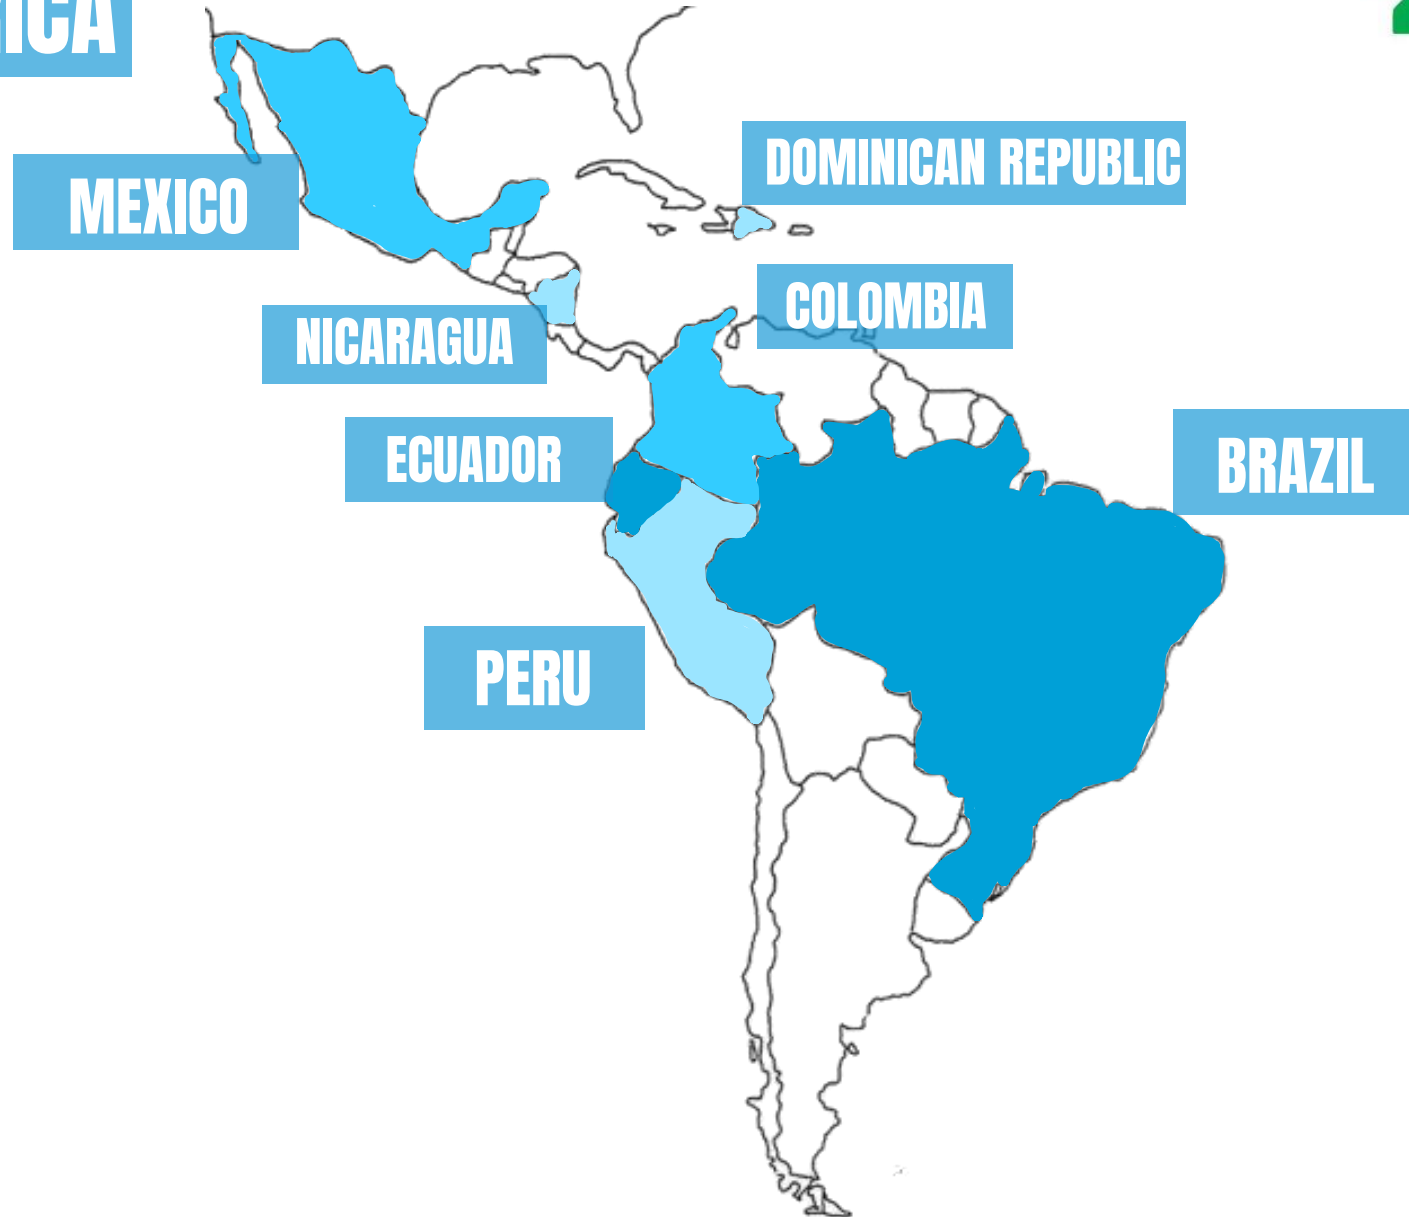 MEXICO
DOMINICAN REPUBLIC
COLOMBIA
NICARAGUA
ECUADOR
BRAZIL
PERU